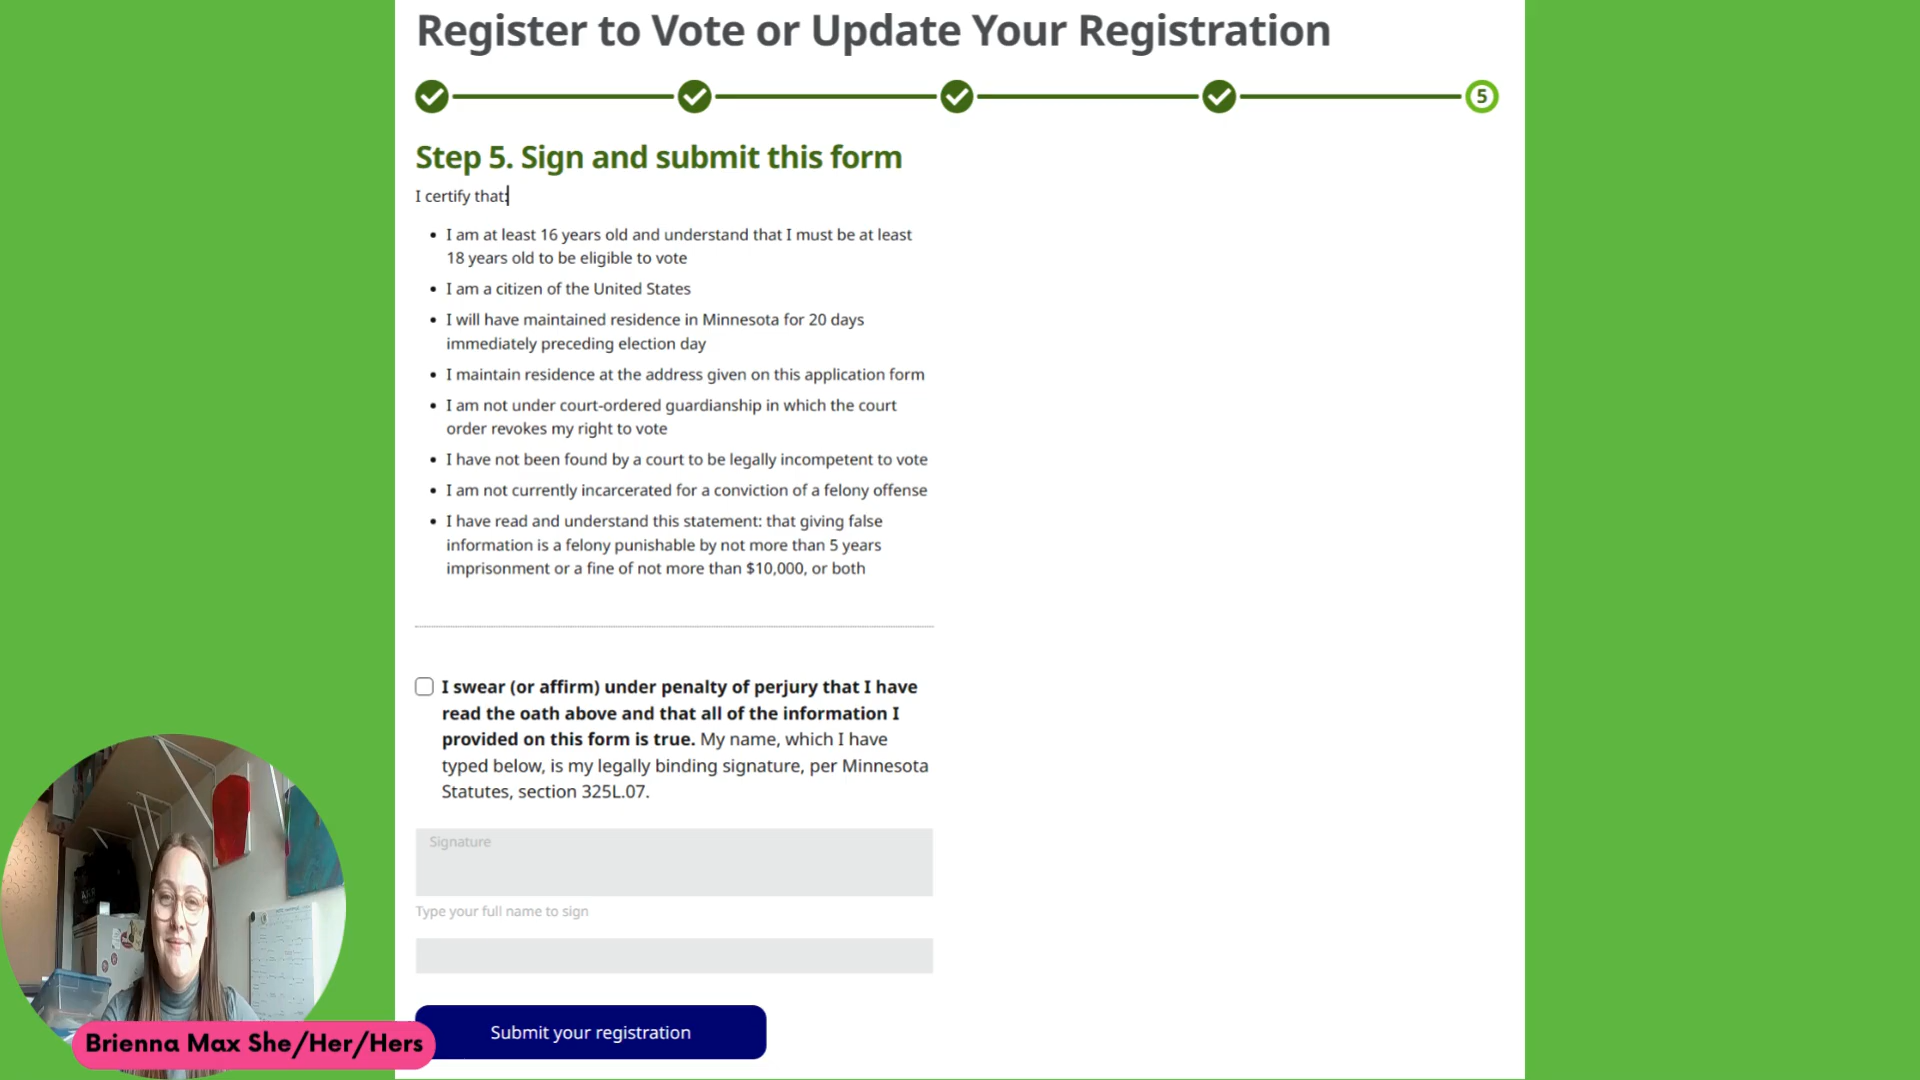 Register to Vote or Update Your Registration
5
Step 5. Sign and submit this form
I certify that:
• I am at least 16 years old and understand that I must be at least
18 years old to be eligible to vote
• I am a citizen of the United States
• I will have maintained residence in Minnesota for 20 days
immediately preceding election day
• I maintain residence at the address given on this application form
• I am not under court-ordered guardianship in which the court
order revokes my right to vote
• I have not been found by a court to be legally incompetent to vote
• I am not currently incarcerated for a conviction of a felony offense
• I have read and understand this statement: that giving false
information is a felony punishable by not more than 5 years
imprisonment or a fine of not more than $10,000, or both
I swear (or affirm) under penalty of perjury that I have
read the oath above and that all of the information I
provided on this form is true. My name, which I have
typed below, is my legally binding signature, per Minnesota
Statutes, section 325L.07.
Signature
Type your full name to sign
Submit your registration
Brienna Max She/Her/Hers